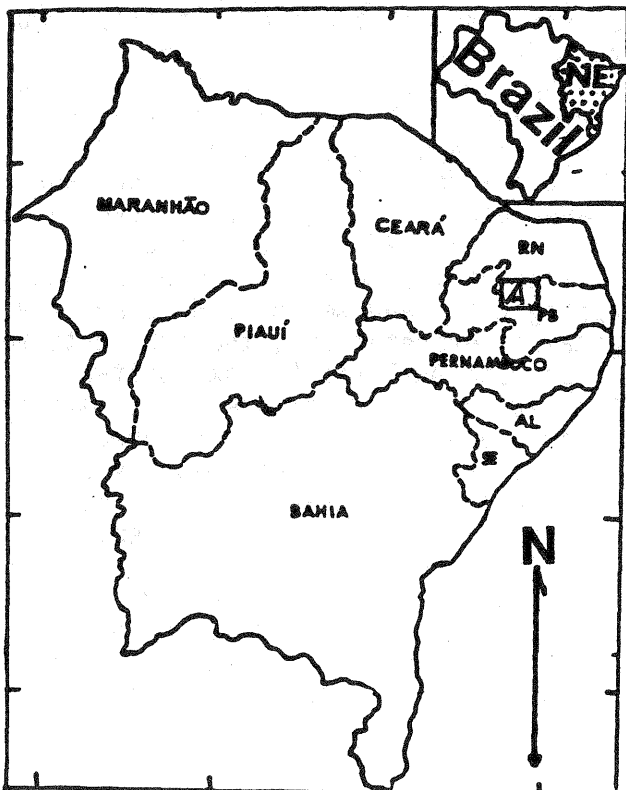 Brazil
NE
MARANHÃO
CEARÁ
RN
A
PB
PIAUÍ
PERNAMBUCO
AL
SE
BAHIA
N